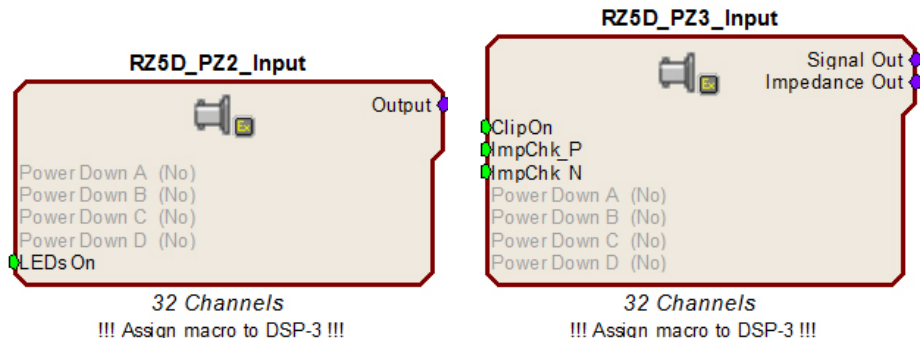 RZ5D_PZ2_Input
Output
Power Down A (No)
Power Down B (No)
Power Down C (No)
Power Down D (No)
LEDs On
32 Channels
!!! Assign macro to DSP-3 !!!
RZ5D_PZ3_Input
Signal Out
Impedance Out
ClipOn
ImpChk_P
ImpChk_N
Power Down A (No)
Power Down B (No)
Power Down C (No)
Power Down D (No)
32 Channels
!!! Assign macro to DSP-3 !!!